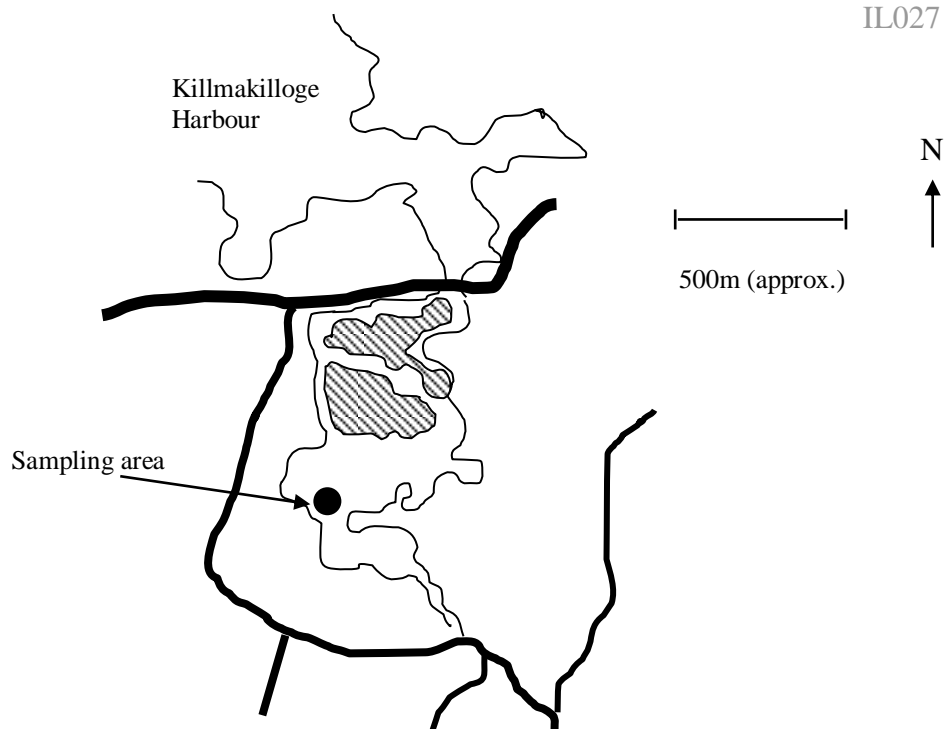 IL027
Killmakilloge
Harbour
N
500m (approx.)
Sampling area